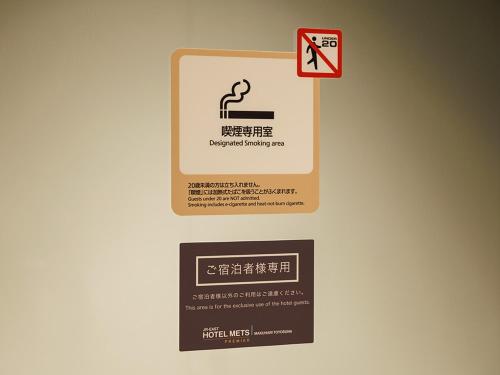 UNDER
20
喫煙専用室
Designated Smoking area
20歳未満の方は立ち入れません。
「喫煙」には加熱式たばこを吸うことがふくまれます。
Guests under 20 are NOT admitted.
Smoking includes e-cigarette and heat-not-burn cigarette.
ご宿泊者様専用
ご宿泊者様以外のご利用はご遠慮ください。
This area is for the exclusive use of the hotel guests.
JR-EAST
HOTEL METS
PREMIER
MAKUHARI TOYOSUNA